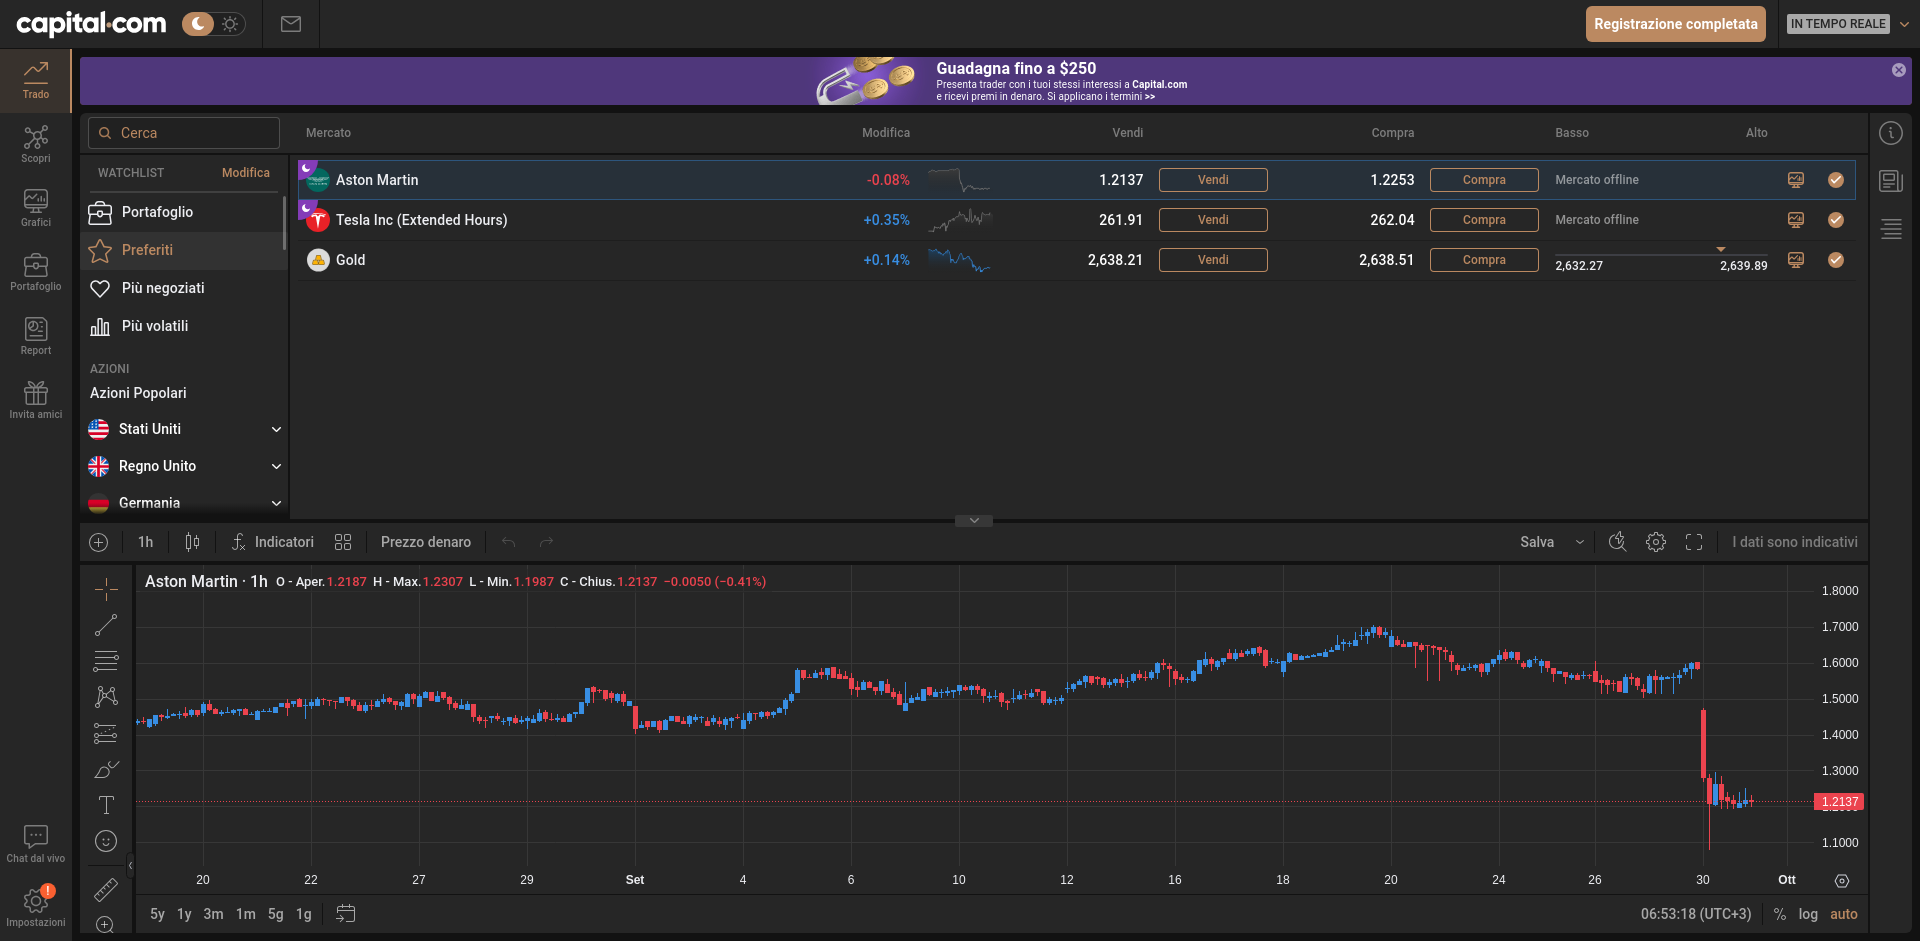 capital.com
Registrazione completata
IN TEMPO REALE
Trado
Scopri
Grafici
Portafoglio
Report
Invita amici
Chat dal vivo
Impostazioni
Guadagna fino a $250
Presenta trader con i tuoi stessi interessi a Capital.com
e ricevi premi in denaro. Si applicano i termini >>
Cerca
Mercato Modifica Vendi Compra Basso Alto
WATCHLIST Modifica
Portafoglio
Preferiti
Più negoziati
Più volatili
AZIONI
Azioni Popolari
Stati Uniti
Regno Unito
Germania
Aston Martin -0.08% 1.2137 Vendi 1.2253 Compra Mercato offline
Tesla Inc (Extended Hours) +0.35% 261.91 Vendi 262.04 Compra Mercato offline
Gold +0.14% 2,638.21 Vendi 2,638.51 Compra 2,632.27 2,639.89
1h Indicatori Prezzo denaro Salva I dati sono indicativi
Aston Martin · 1h O - Aper.1.2187 H - Max.1.2307 L - Min.1.1987 C - Chius.1.2137 −0.0050 (−0.41%)
1.8000
1.7000
1.6000
1.5000
1.4000
1.3000
1.2137
1.1000
20 22 27 29 Set 4 6 10 12 16 18 20 24 26 30 Ott
5y 1y 3m 1m 5g 1g 06:53:18 (UTC+3) % log auto